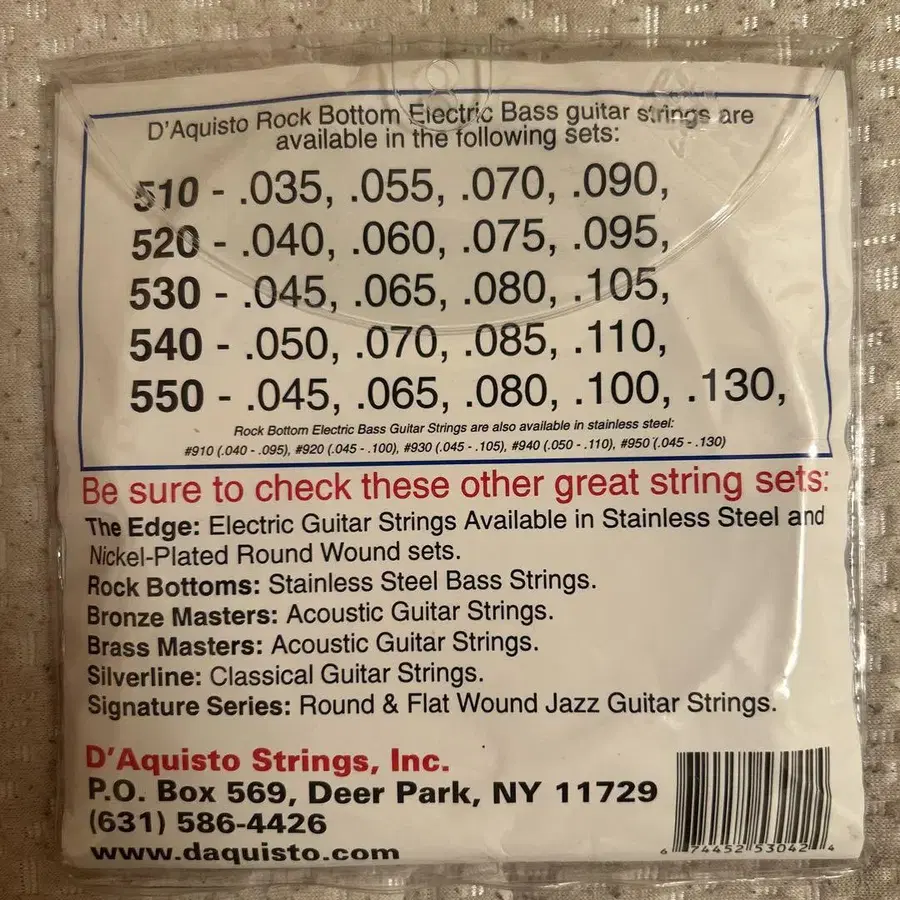 D'Aquisto Rock Bottom Electric Bass guitar strings are
available in the following sets:
510 - .035, .055, .070, .090,
520 - .040, .060, .075, .095,
530 - .045, .065, .080, .105,
540 - .050, .070, .085, .110,
550 - .045, .065, .080, .100, .130,
Rock Bottom Electric Bass Guitar Strings are also available in stainless steel:
#910 (.040 - .095), #920 (.045 - .100), #930 (.045 - .105), #940 (.050 - .110), #950 (.045 - .130)
Be sure to check these other great string sets:
The Edge: Electric Guitar Strings Available in Stainless Steel and
Nickel-Plated Round Wound sets.
Rock Bottoms: Stainless Steel Bass Strings.
Bronze Masters: Acoustic Guitar Strings.
Brass Masters: Acoustic Guitar Strings.
Silverline: Classical Guitar Strings.
Signature Series: Round & Flat Wound Jazz Guitar Strings.
D'Aquisto Strings, Inc.
P.O. Box 569, Deer Park, NY 11729
(631) 586-4426
www.daquisto.com
6 74452 53042 4